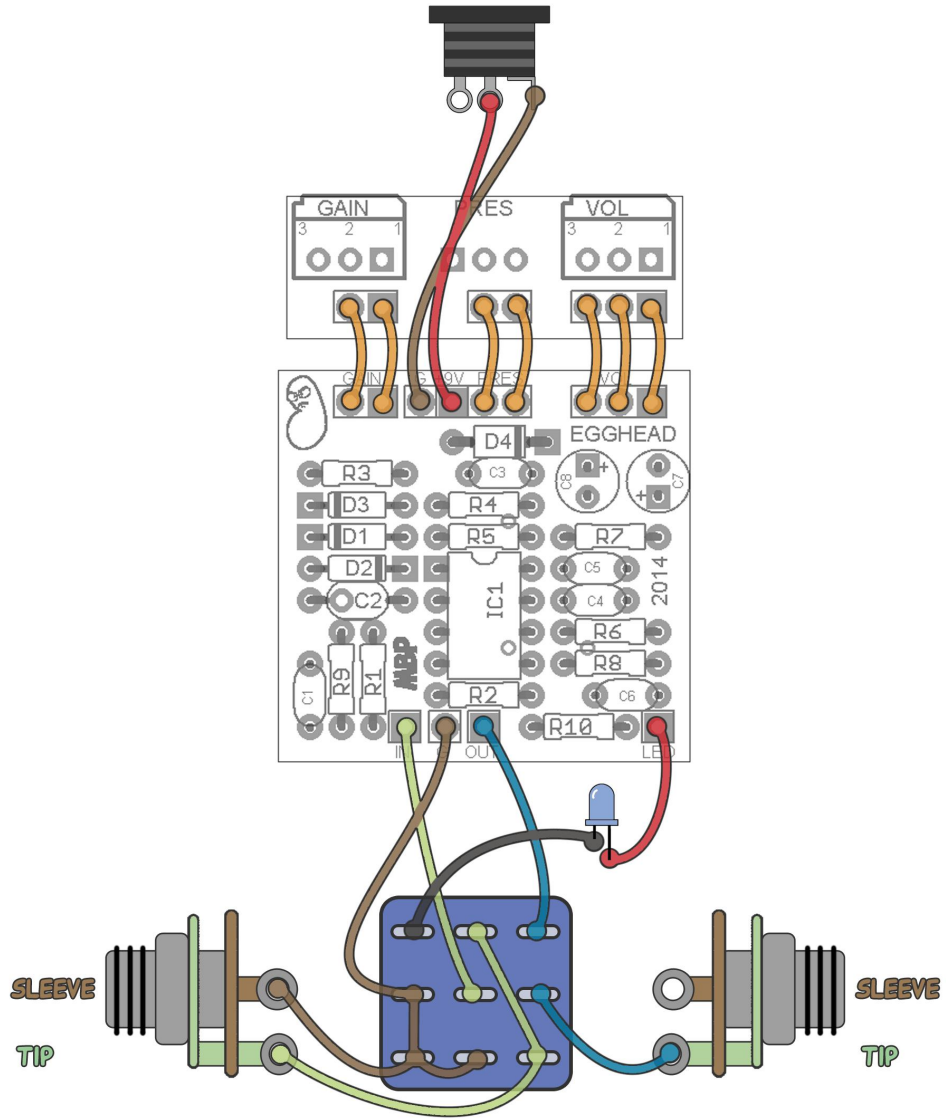 GAIN PRES VOL
3 2 1 3 2 1
GAIN G 9V PRES VOL
D4 EGGHEAD
R3 C3 C8 + C7 +
D3 R4
D1 R5 R7
D2 C5
C2 IC1 C4 2014
R6
R8
C1 R9 R1 MBP R2 C6
R10
IN G OUT LED
SLEEVE SLEEVE
TIP TIP